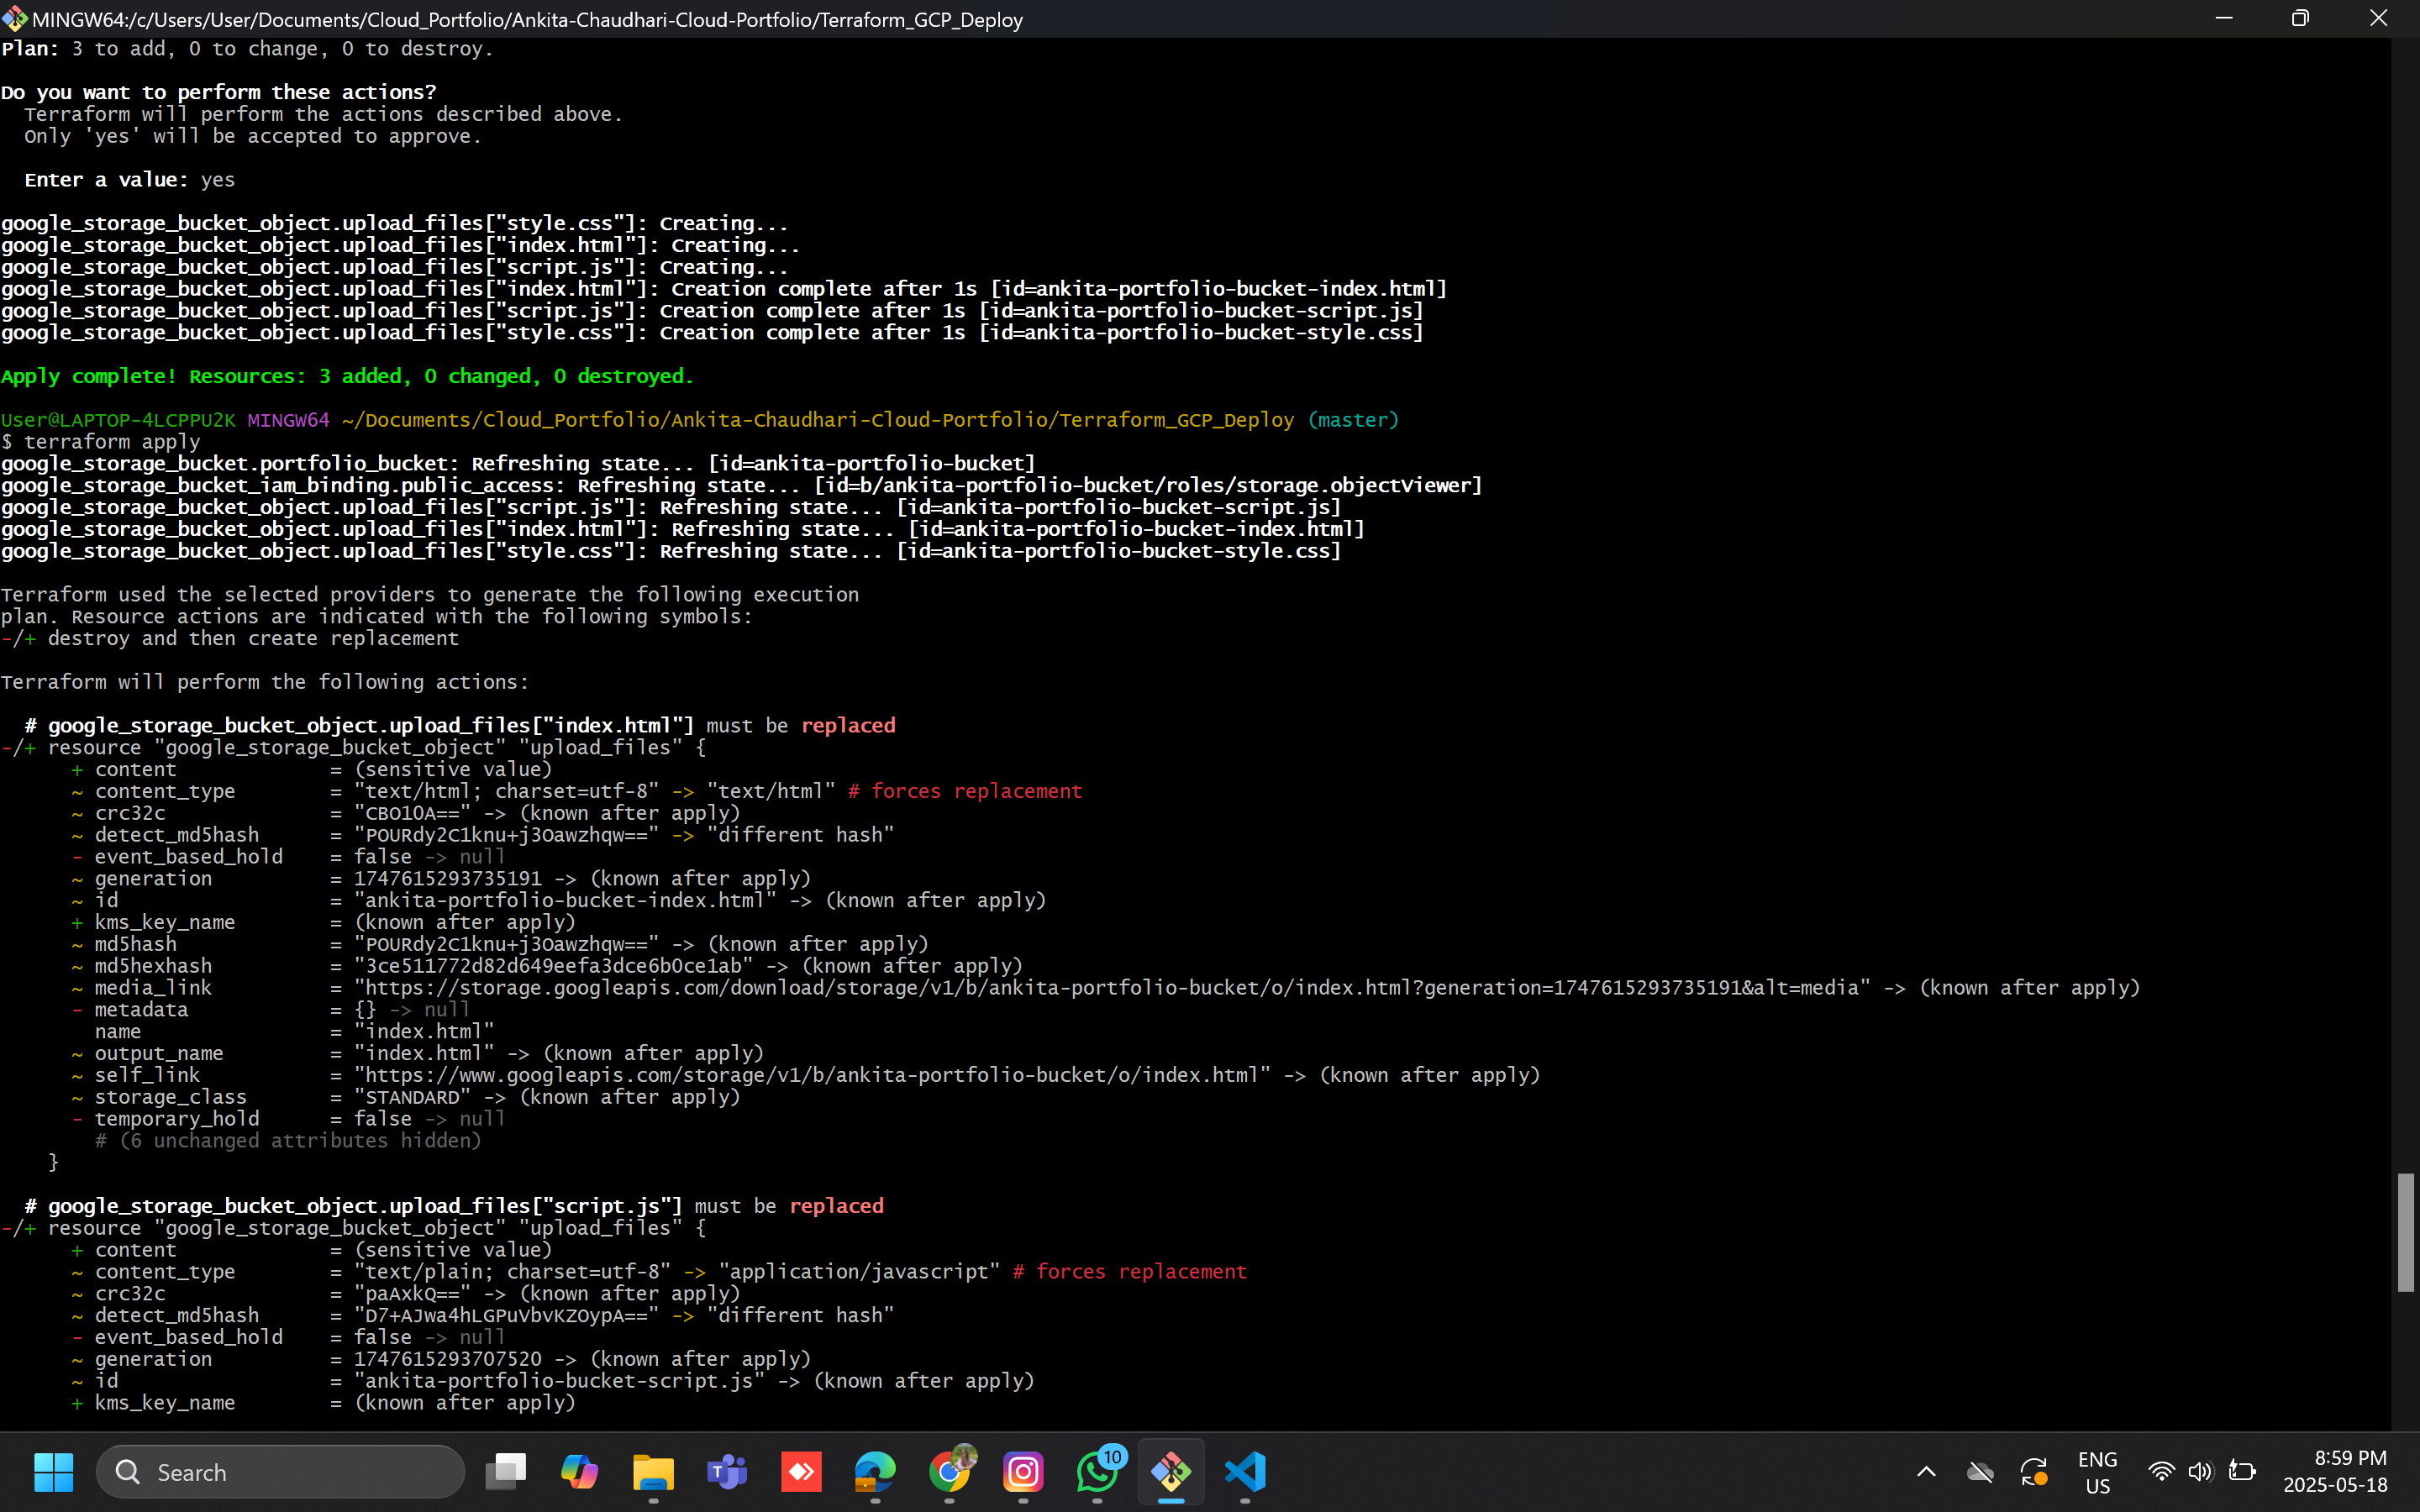 MINGW64:/c/Users/User/Documents/Cloud_Portfolio/Ankita-Chaudhari-Cloud-Portfolio/Terraform_GCP_Deploy
Plan: 3 to add, 0 to change, 0 to destroy.
Do you want to perform these actions?
  Terraform will perform the actions described above.
  Only 'yes' will be accepted to approve.
  Enter a value: yes
google_storage_bucket_object.upload_files["style.css"]: Creating...
google_storage_bucket_object.upload_files["index.html"]: Creating...
google_storage_bucket_object.upload_files["script.js"]: Creating...
google_storage_bucket_object.upload_files["index.html"]: Creation complete after 1s [id=ankita-portfolio-bucket-index.html]
google_storage_bucket_object.upload_files["script.js"]: Creation complete after 1s [id=ankita-portfolio-bucket-script.js]
google_storage_bucket_object.upload_files["style.css"]: Creation complete after 1s [id=ankita-portfolio-bucket-style.css]
Apply complete! Resources: 3 added, 0 changed, 0 destroyed.
User@LAPTOP-4LCPPU2K MINGW64 ~/Documents/Cloud_Portfolio/Ankita-Chaudhari-Cloud-Portfolio/Terraform_GCP_Deploy (master)
$ terraform apply
google_storage_bucket.portfolio_bucket: Refreshing state... [id=ankita-portfolio-bucket]
google_storage_bucket_iam_binding.public_access: Refreshing state... [id=b/ankita-portfolio-bucket/roles/storage.objectViewer]
google_storage_bucket_object.upload_files["script.js"]: Refreshing state... [id=ankita-portfolio-bucket-script.js]
google_storage_bucket_object.upload_files["index.html"]: Refreshing state... [id=ankita-portfolio-bucket-index.html]
google_storage_bucket_object.upload_files["style.css"]: Refreshing state... [id=ankita-portfolio-bucket-style.css]
Terraform used the selected providers to generate the following execution
plan. Resource actions are indicated with the following symbols:
-/+ destroy and then create replacement
Terraform will perform the following actions:
  # google_storage_bucket_object.upload_files["index.html"] must be replaced
-/+ resource "google_storage_bucket_object" "upload_files" {
      + content             = (sensitive value)
      ~ content_type        = "text/html; charset=utf-8" -> "text/html" # forces replacement
      ~ crc32c              = "CBO10A==" -> (known after apply)
      ~ detect_md5hash      = "POURdy2C1knu+j3Oawzhqw==" -> "different hash"
      - event_based_hold    = false -> null
      ~ generation          = 1747615293735191 -> (known after apply)
      ~ id                  = "ankita-portfolio-bucket-index.html" -> (known after apply)
      + kms_key_name        = (known after apply)
      ~ md5hash             = "POURdy2C1knu+j3Oawzhqw==" -> (known after apply)
      ~ md5hexhash          = "3ce511772d82d649eefa3dce6b0ce1ab" -> (known after apply)
      ~ media_link          = "https://storage.googleapis.com/download/storage/v1/b/ankita-portfolio-bucket/o/index.html?generation=1747615293735191&alt=media" -> (known after apply)
      - metadata            = {} -> null
        name                = "index.html"
      ~ output_name         = "index.html" -> (known after apply)
      ~ self_link           = "https://www.googleapis.com/storage/v1/b/ankita-portfolio-bucket/o/index.html" -> (known after apply)
      ~ storage_class       = "STANDARD" -> (known after apply)
      - temporary_hold      = false -> null
        # (6 unchanged attributes hidden)
    }
  # google_storage_bucket_object.upload_files["script.js"] must be replaced
-/+ resource "google_storage_bucket_object" "upload_files" {
      + content             = (sensitive value)
      ~ content_type        = "text/plain; charset=utf-8" -> "application/javascript" # forces replacement
      ~ crc32c              = "paAxkQ==" -> (known after apply)
      ~ detect_md5hash      = "D7+AJwa4hLGPuVbvKZOypA==" -> "different hash"
      - event_based_hold    = false -> null
      ~ generation          = 1747615293707520 -> (known after apply)
      ~ id                  = "ankita-portfolio-bucket-script.js" -> (known after apply)
      + kms_key_name        = (known after apply)
Search
T
10
ENG
US
8:59 PM
2025-05-18